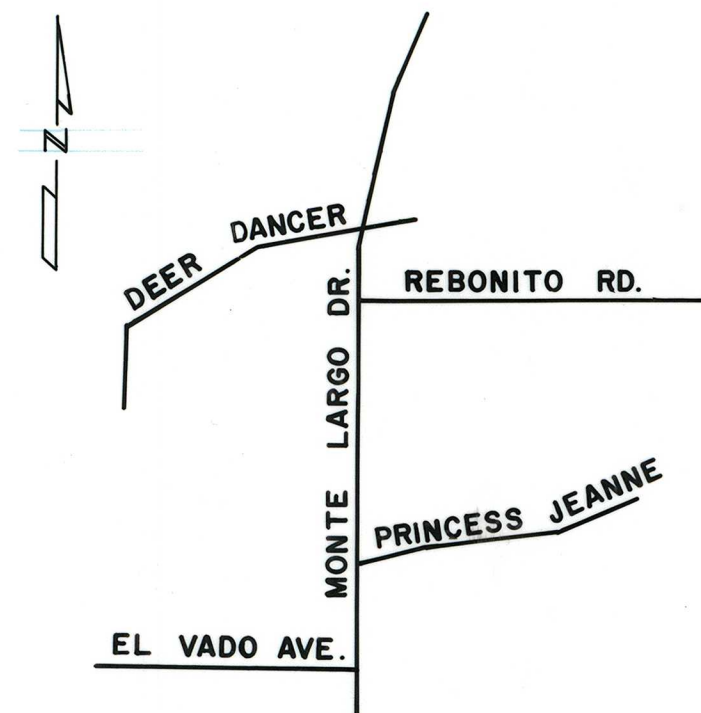 N
DEER DANCER
REBONITO RD.
MONTE LARGO DR.
PRINCESS JEANNE
EL VADO AVE.